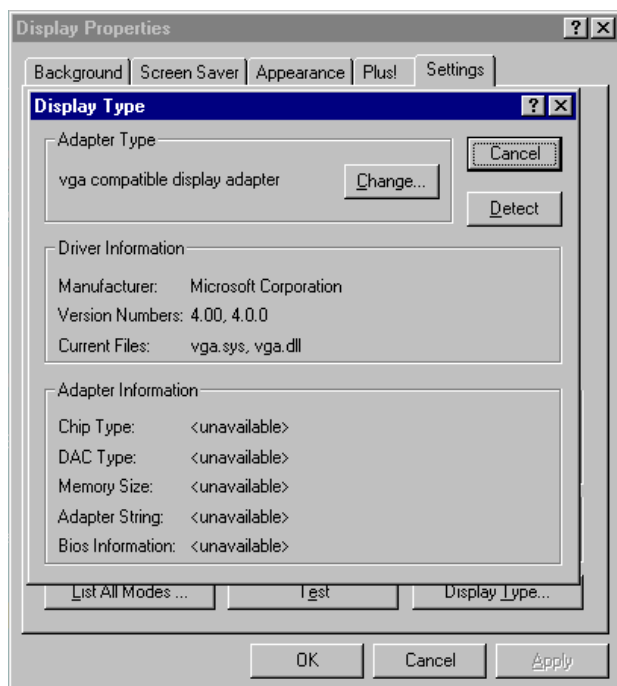 Display Properties
Background Screen Saver Appearance Plus! Settings
Display Type
Adapter Type
vga compatible display adapter
Change...
Cancel
Detect
Driver Information
Manufacturer: Microsoft Corporation
Version Numbers: 4.00, 4.0.0
Current Files: vga.sys, vga.dll
Adapter Information
Chip Type: <unavailable>
DAC Type: <unavailable>
Memory Size: <unavailable>
Adapter String: <unavailable>
Bios Information: <unavailable>
List All Modes ... Test Display Type...
OK Cancel Apply